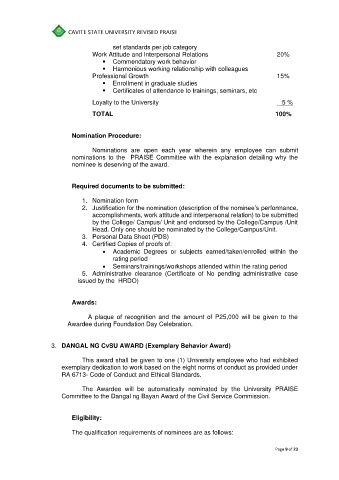 CAVITE STATE UNIVERSITY REVISED PRAISE
set standards per job category
Work Attitude and Interpersonal Relations 20%
▪ Commendatory work behavior
▪ Harmonious working relationship with colleagues
Professional Growth 15%
▪ Enrollment in graduate studies
▪ Certificates of attendance to trainings, seminars, etc
Loyalty to the University 5 %
TOTAL 100%
Nomination Procedure:
Nominations are open each year wherein any employee can submit
nominations to the PRAISE Committee with the explanation detailing why the
nominee is deserving of the award.
Required documents to be submitted:
1. Nomination form
2. Justification for the nomination (description of the nominee's performance,
accomplishments, work attitude and interpersonal relation) to be submitted
by the College/ Campus/ Unit and endorsed by the College/Campus /Unit
Head. Only one should be nominated by the College/Campus/Unit.
3. Personal Data Sheet (PDS)
4. Certified Copies of proofs of:
• Academic Degrees or subjects earned/taken/enrolled within the
rating period
• Seminars/trainings/workshops attended within the rating period
5. Administrative clearance (Certificate of No pending administrative case
issued by the HRDO)
Awards:
A plaque of recognition and the amount of P25,000 will be given to the
Awardee during Foundation Day Celebration.
3. DANGAL NG CvSU AWARD (Exemplary Behavior Award)
This award shall be given to one (1) University employee who had exhibited
exemplary dedication to work based on the eight norms of conduct as provided under
RA 6713- Code of Conduct and Ethical Standards.
The Awardee will be automatically nominated by the University PRAISE
Committee to the Dangal ng Bayan Award of the Civil Service Commission.
Eligibility:
The qualification requirements of nominees are as follows:
Page 9 of 23